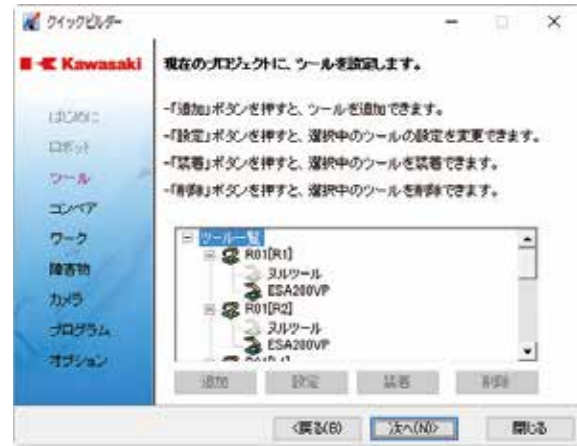 クイックビルダー
Kawasaki
現在のプロジェクトに、ツールを設定します。
-「追加」ボタンを押すと、ツールを追加できます。
-「設定」ボタンを押すと、選択中のツールの設定を変更できます。
-「装着」ボタンを押すと、選択中のツールを装着できます。
-「削除」ボタンを押すと、選択中のツールを削除できます。
はじめに
ロボット
ツール
コンベア
ワーク
障害物
カメラ
プログラム
オプション
ツール一覧
R01[R1]
ヌルツール
ESA280VP
R01[R2]
ヌルツール
ESA280VP
追加
設定
装着
削除
<戻る(B)
次へ(N)>
閉じる